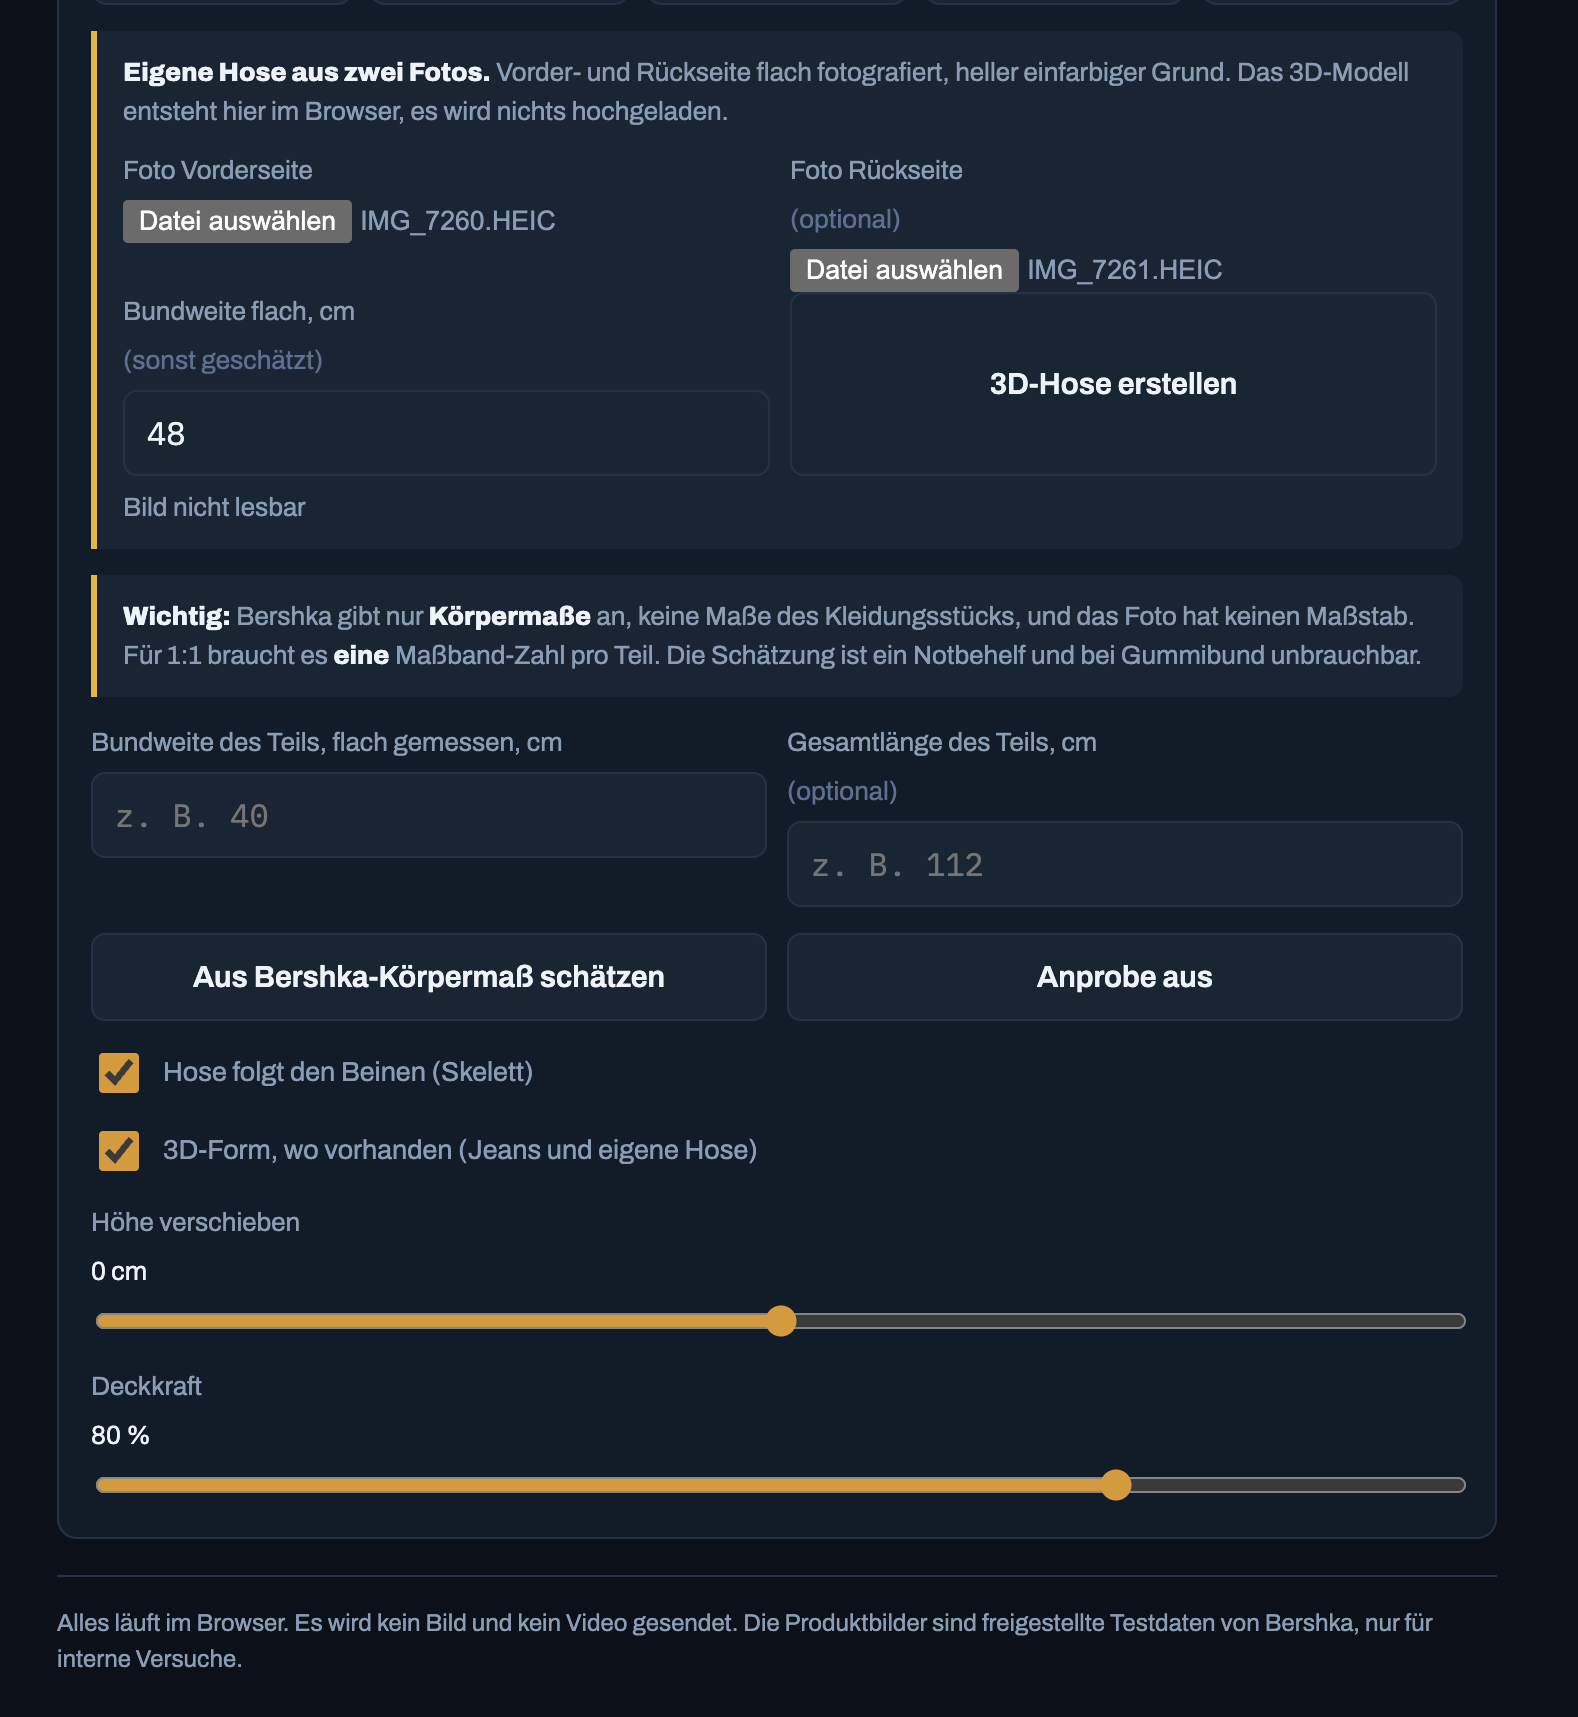 Eigene Hose aus zwei Fotos. Vorder- und Rückseite flach fotografiert, heller einfarbiger Grund. Das 3D-Modell
entsteht hier im Browser, es wird nichts hochgeladen.
Foto Vorderseite
Datei auswählen IMG_7260.HEIC
Foto Rückseite
(optional)
Datei auswählen IMG_7261.HEIC
Bundweite flach, cm
(sonst geschätzt)
48
3D-Hose erstellen
Bild nicht lesbar
Wichtig: Bershka gibt nur Körpermaße an, keine Maße des Kleidungsstücks, und das Foto hat keinen Maßstab.
Für 1:1 braucht es eine Maßband-Zahl pro Teil. Die Schätzung ist ein Notbehelf und bei Gummibund unbrauchbar.
Bundweite des Teils, flach gemessen, cm
z. B. 40
Gesamtlänge des Teils, cm
(optional)
z. B. 112
Aus Bershka-Körpermaß schätzen
Anprobe aus
Hose folgt den Beinen (Skelett)
3D-Form, wo vorhanden (Jeans und eigene Hose)
Höhe verschieben
0 cm
Deckkraft
80 %
Alles läuft im Browser. Es wird kein Bild und kein Video gesendet. Die Produktbilder sind freigestellte Testdaten von Bershka, nur für
interne Versuche.